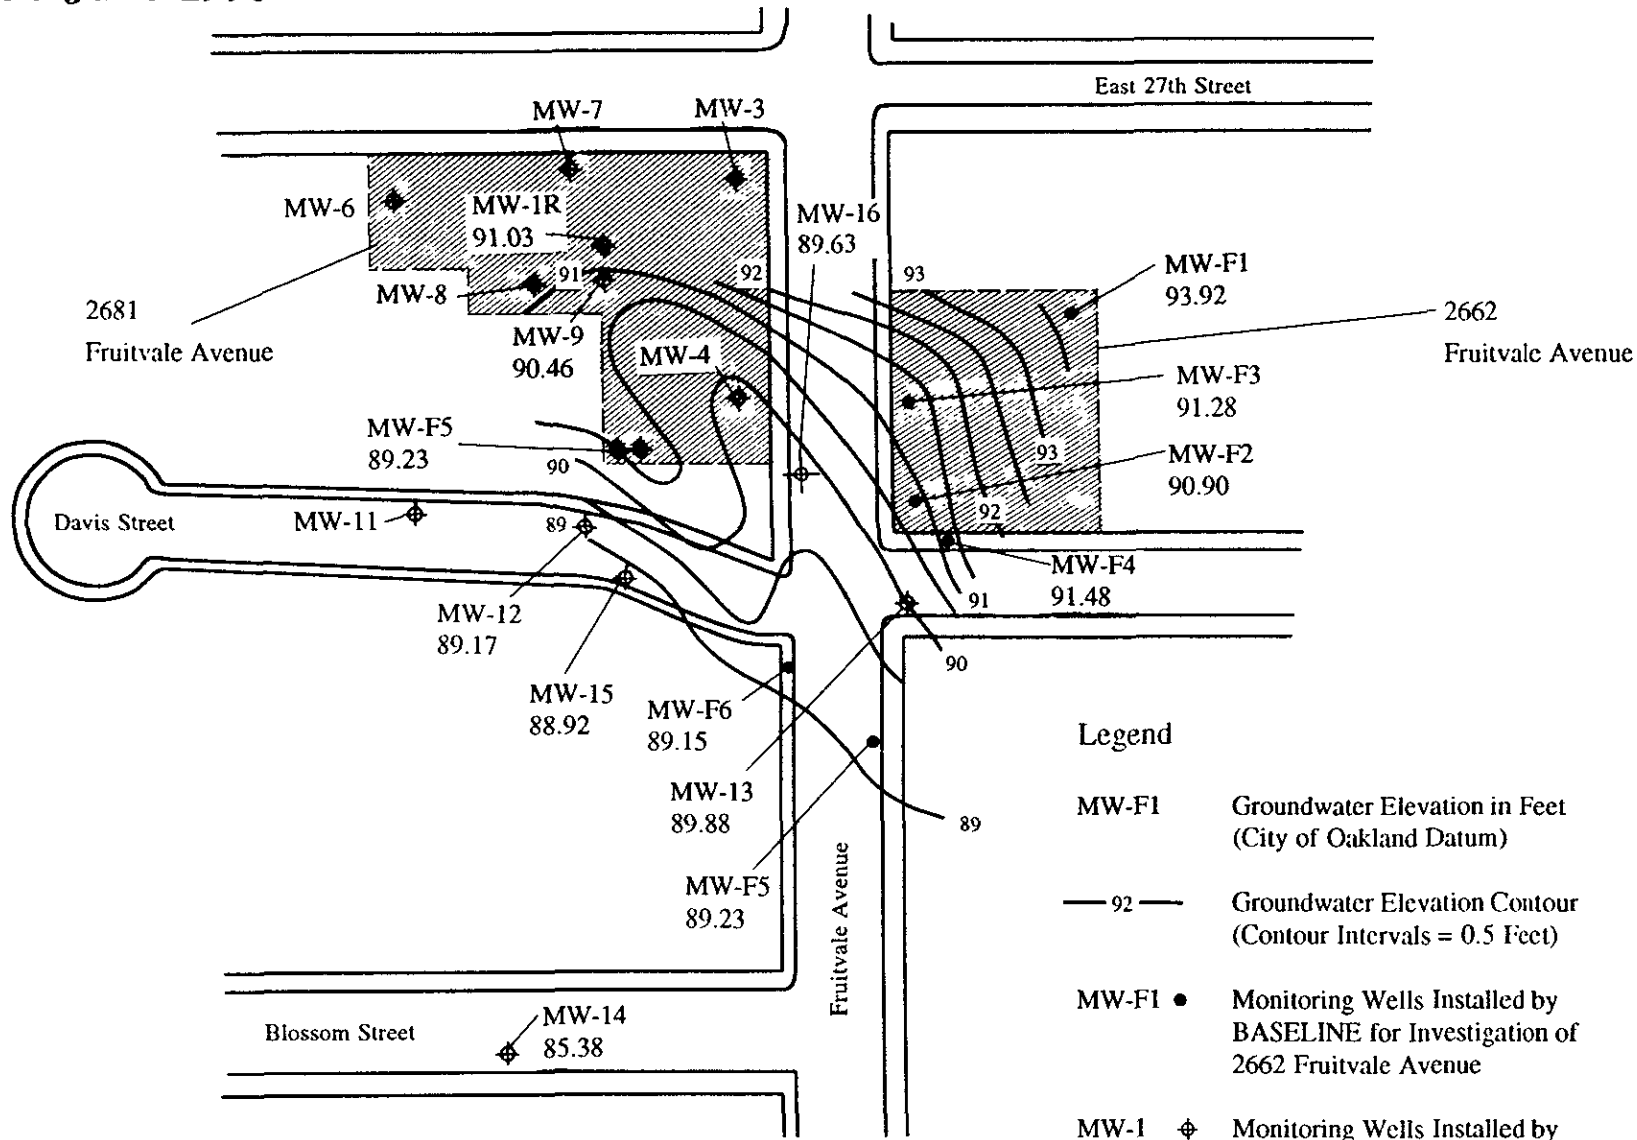 East 27th Street
MW-7
MW-3
MW-6
MW-1R
91.03
MW-16
89.63
91
92
93
MW-F1
93.92
MW-8
2681
Fruitvale Avenue
MW-9
90.46
MW-4
2662
Fruitvale Avenue
MW-F3
91.28
MW-F5
89.23
90
93
MW-F2
90.90
92
Davis Street
MW-11
89
MW-F4
91.48
MW-12
89.17
91
90
MW-15
88.92
MW-F6
89.15
MW-13
89.88
89
MW-F5
89.23
Fruitvale Avenue
Blossom Street
MW-14
85.38
Legend
MW-F1 Groundwater Elevation in Feet
(City of Oakland Datum)
92 Groundwater Elevation Contour
(Contour Intervals = 0.5 Feet)
MW-F1 Monitoring Wells Installed by
BASELINE for Investigation of
2662 Fruitvale Avenue
MW-1 Monitoring Wells Installed by